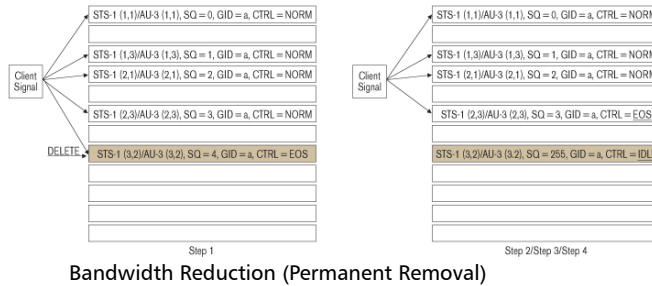 STS-1 (1,1)/AU-3 (1,1), SQ = 0, GID = a, CTRL = NORM
STS-1 (1,3)/AU-3 (1,3), SQ = 1, GID = a, CTRL = NORM
STS-1 (2,1)/AU-3 (2,1), SQ = 2, GID = a, CTRL = NORM
Client
Signal
STS-1 (2,3)/AU-3 (2,3), SQ = 3, GID = a, CTRL = NORM
DELETE
STS-1 (3,2)/AU-3 (3,2), SQ = 4, GID = a, CTRL = EOS
Step 1
STS-1 (1,1)/AU-3 (1,1), SQ = 0, GID = a, CTRL = NORM
STS-1 (1,3)/AU-3 (1,3), SQ = 1, GID = a, CTRL = NORM
STS-1 (2,1)/AU-3 (2,1), SQ = 2, GID = a, CTRL = NORM
Client
Signal
STS-1 (2,3)/AU-3 (2,3), SQ = 3, GID = a, CTRL = EOS
STS-1 (3,2)/AU-3 (3.2), SQ = 255, GID = a, CTRL = IDL
Step 2/Step 3/Step 4
Bandwidth Reduction (Permanent Removal)